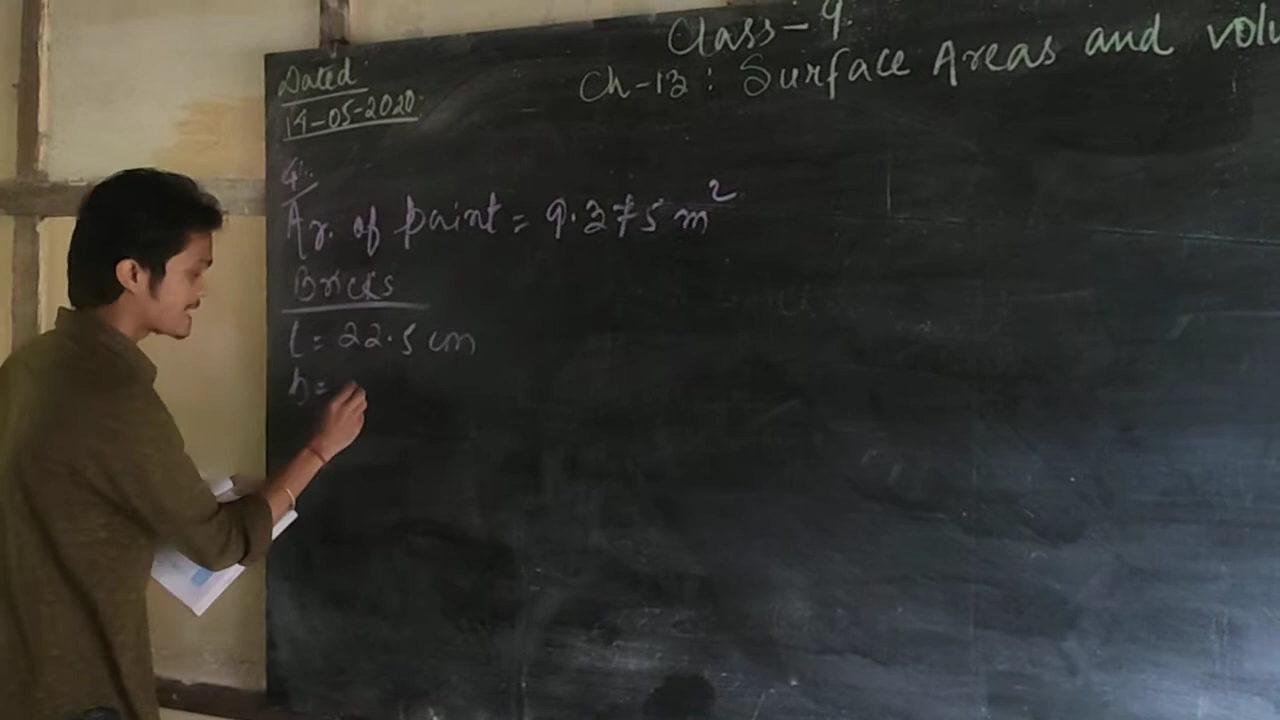 Class-9
Ch-13: Surface Areas and volu
Dated
14-05-2020.
4.
Ar. of paint = 9.375 m²
Bricks
l = 22.5 cm
b =